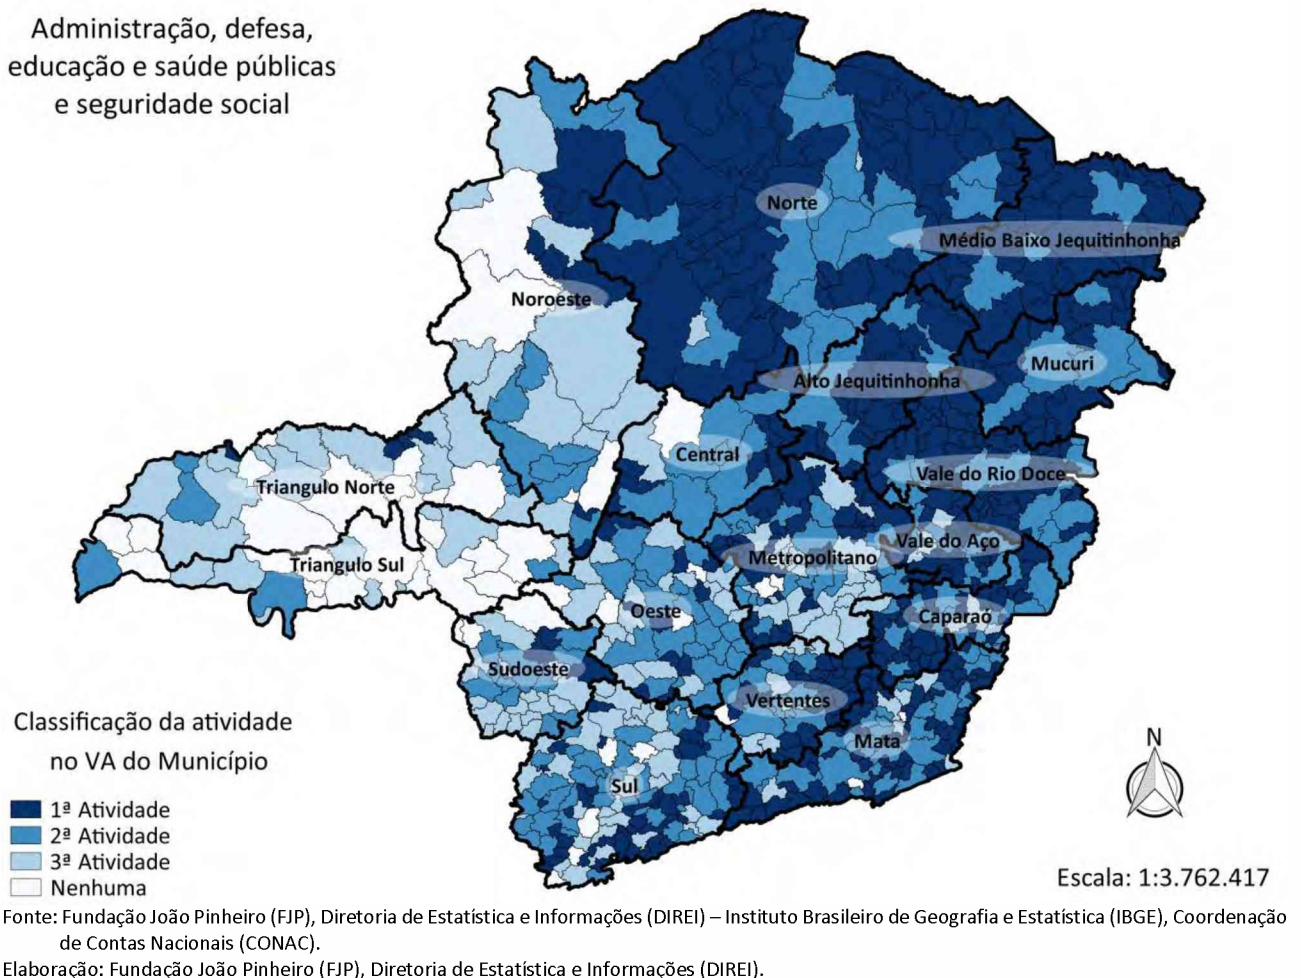 Administração, defesa,
educação e saúde públicas
e seguridade social
Norte
Médio Baixo Jequitinhonha
Noroeste
Mucuri
Alto Jequitinhonha
Central
Vale do Rio Doce
Triangulo Norte
Vale do Aço
Metropolitano
Triangulo Sul
Oeste
Caparaó
Sudoeste
Vertentes
Mata
Sul
Classificação da atividade
no VA do Município
1ª Atividade
2ª Atividade
3ª Atividade
Nenhuma
N
Escala: 1:3.762.417
Fonte: Fundação João Pinheiro (FJP), Diretoria de Estatística e Informações (DIREI) – Instituto Brasileiro de Geografia e Estatística (IBGE), Coordenação
de Contas Nacionais (CONAC).
Elaboração: Fundação João Pinheiro (FJP), Diretoria de Estatística e Informações (DIREI).